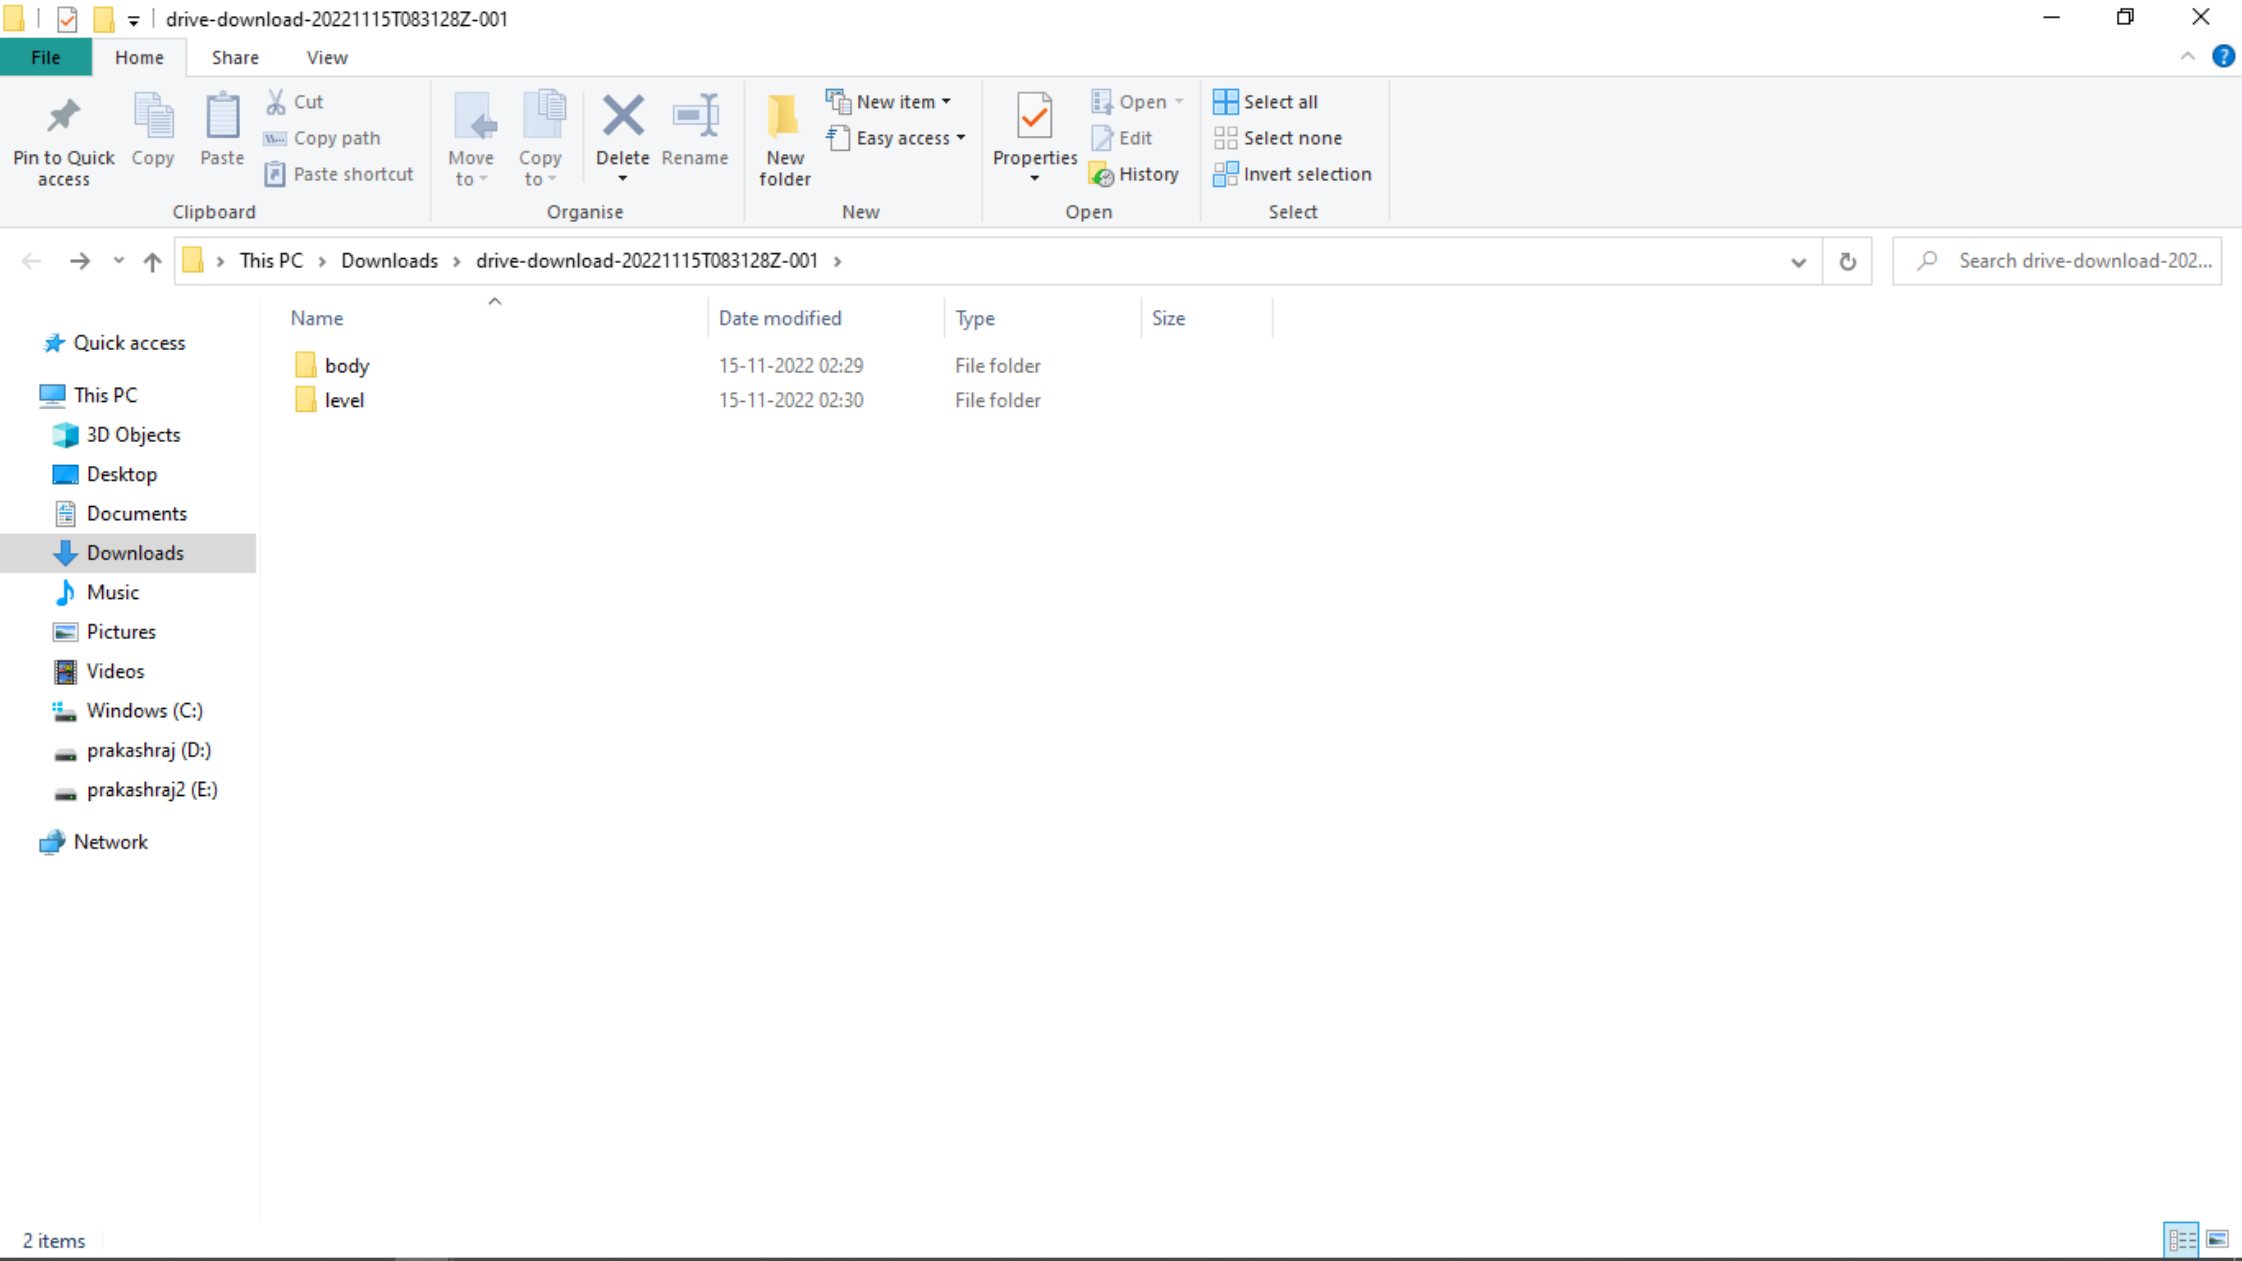 drive-download-20221115T083128Z-001
File Home Share View
Pin to Quick access
Copy
Paste
Cut
Copy path
Paste shortcut
Clipboard
Move to
Copy to
Delete
Rename
Organise
New folder
New item
Easy access
New
Properties
Open
Edit
History
Open
Select all
Select none
Invert selection
Select
This PC > Downloads > drive-download-20221115T083128Z-001 >
Search drive-download-202...
Name Date modified Type Size
body 15-11-2022 02:29 File folder
level 15-11-2022 02:30 File folder
Quick access
This PC
3D Objects
Desktop
Documents
Downloads
Music
Pictures
Videos
Windows (C:)
prakashraj (D:)
prakashraj2 (E:)
Network
2 items